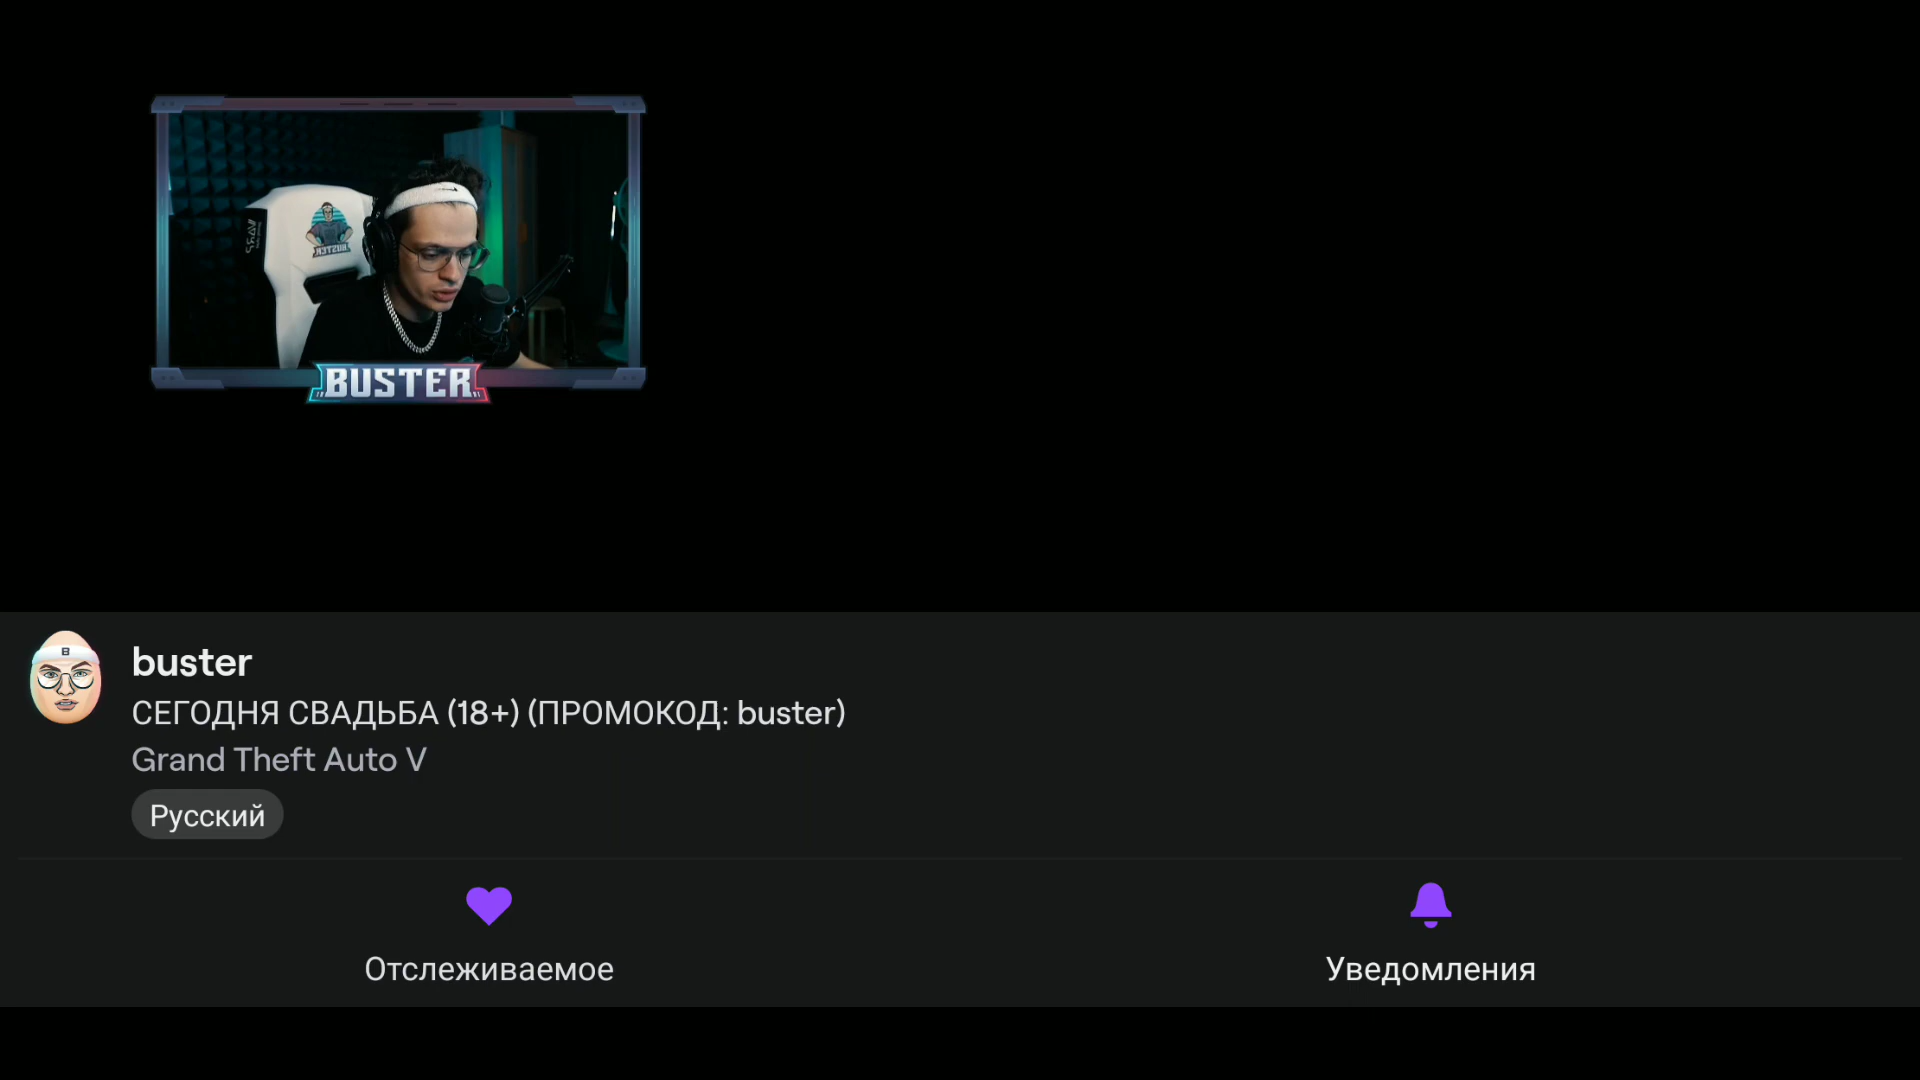 BUSTER
buster
СЕГОДНЯ СВАДЬБА (18+) (ПРОМОКОД: buster)
Grand Theft Auto V
Русский
Отслеживаемое
Уведомления